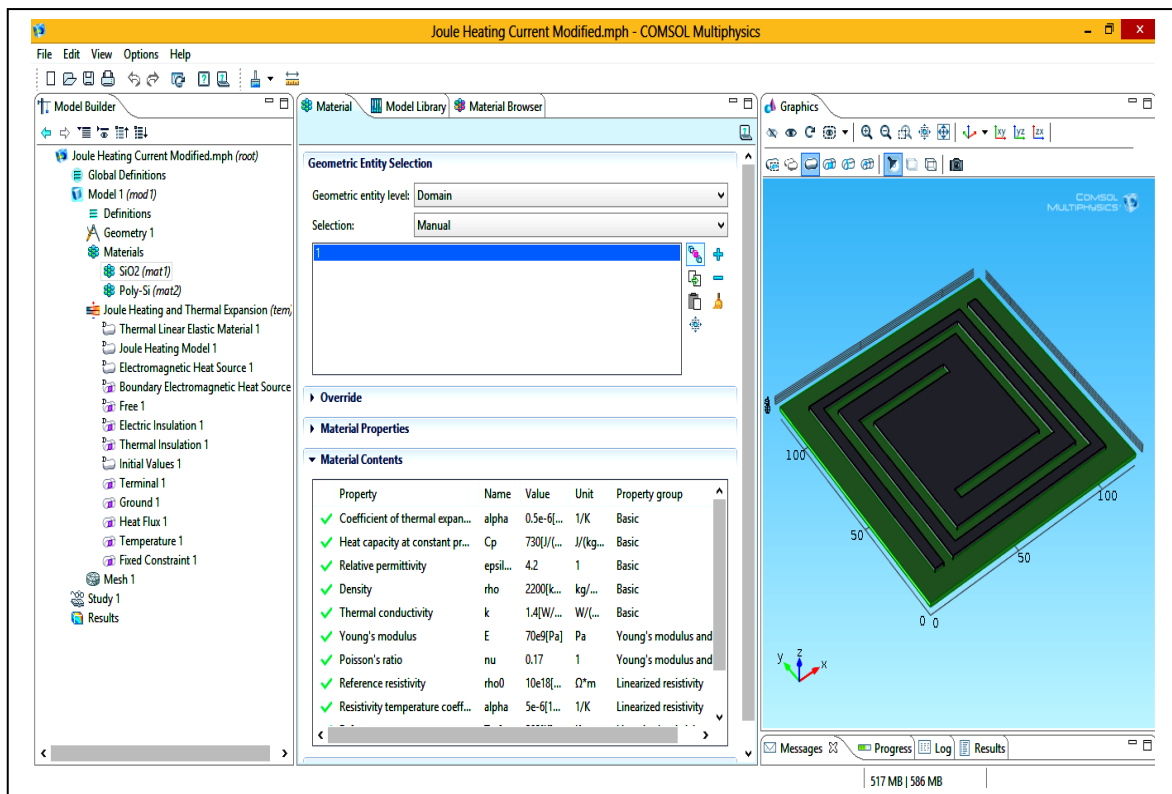 Joule Heating Current Modified.mph - COMSOL Multiphysics
File Edit View Options Help
Model Builder
Joule Heating Current Modified.mph (root)
Global Definitions
Model 1 (mod1)
Definitions
Geometry 1
Materials
SiO2 (mat1)
Poly-Si (mat2)
Joule Heating and Thermal Expansion (tem)
Thermal Linear Elastic Material 1
Joule Heating Model 1
Electromagnetic Heat Source 1
Boundary Electromagnetic Heat Source
Free 1
Electric Insulation 1
Thermal Insulation 1
Initial Values 1
Terminal 1
Ground 1
Heat Flux 1
Temperature 1
Fixed Constraint 1
Mesh 1
Study 1
Results
Material Model Library Material Browser
Geometric Entity Selection
Geometric entity level: Domain
Selection: Manual
1
Override
Material Properties
Material Contents
Property Name Value Unit Property group
Coefficient of thermal expan... alpha 0.5e-6[... 1/K Basic
Heat capacity at constant pr... Cp 730[J/(... J/(kg... Basic
Relative permittivity epsil... 4.2 1 Basic
Density rho 2200[k... kg/... Basic
Thermal conductivity k 1.4[W/... W/(... Basic
Young's modulus E 70e9[Pa] Pa Young's modulus and
Poisson's ratio nu 0.17 1 Young's modulus and
Reference resistivity rho0 10e18[... Ω*m Linearized resistivity
Resistivity temperature coeff... alpha 5e-6[1... 1/K Linearized resistivity
Graphics
xy yz zx
COMSOL
MULTIPHYSICS
100
100
50
50
0 0
y z x
Messages Progress Log Results
517 MB | 586 MB